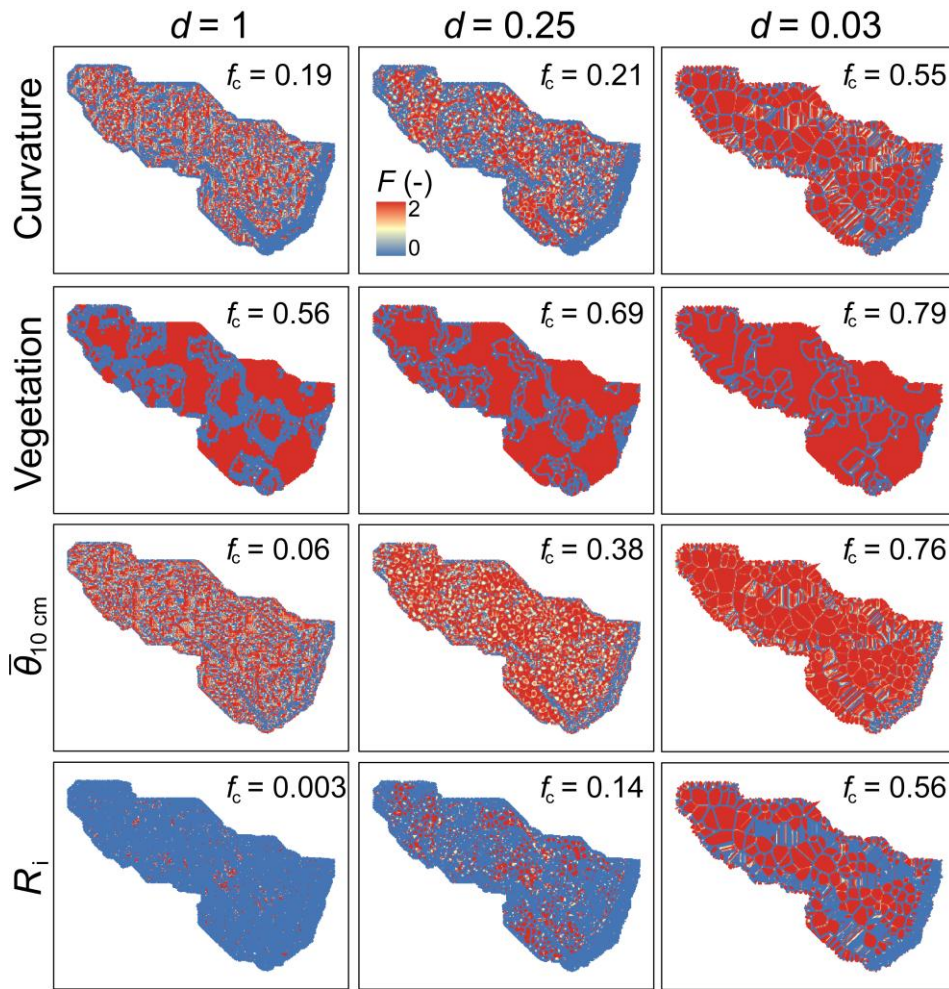 d = 1
d = 0.25
d = 0.03
Curvature
fc = 0.19
fc = 0.21
fc = 0.55
F (-)
2
0
Vegetation
fc = 0.56
fc = 0.69
fc = 0.79
θ̅10 cm
fc = 0.06
fc = 0.38
fc = 0.76
Ri
fc = 0.003
fc = 0.14
fc = 0.56